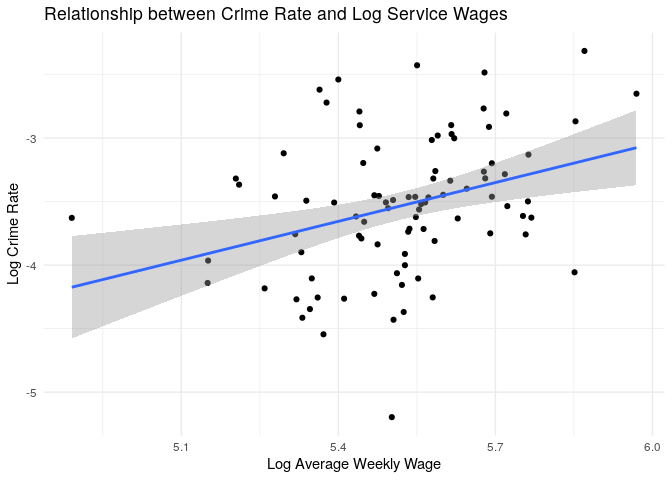 Relationship between Crime Rate and Log Service Wages
-3
-4
-5
Log Crime Rate
5.1 5.4 5.7 6.0
Log Average Weekly Wage